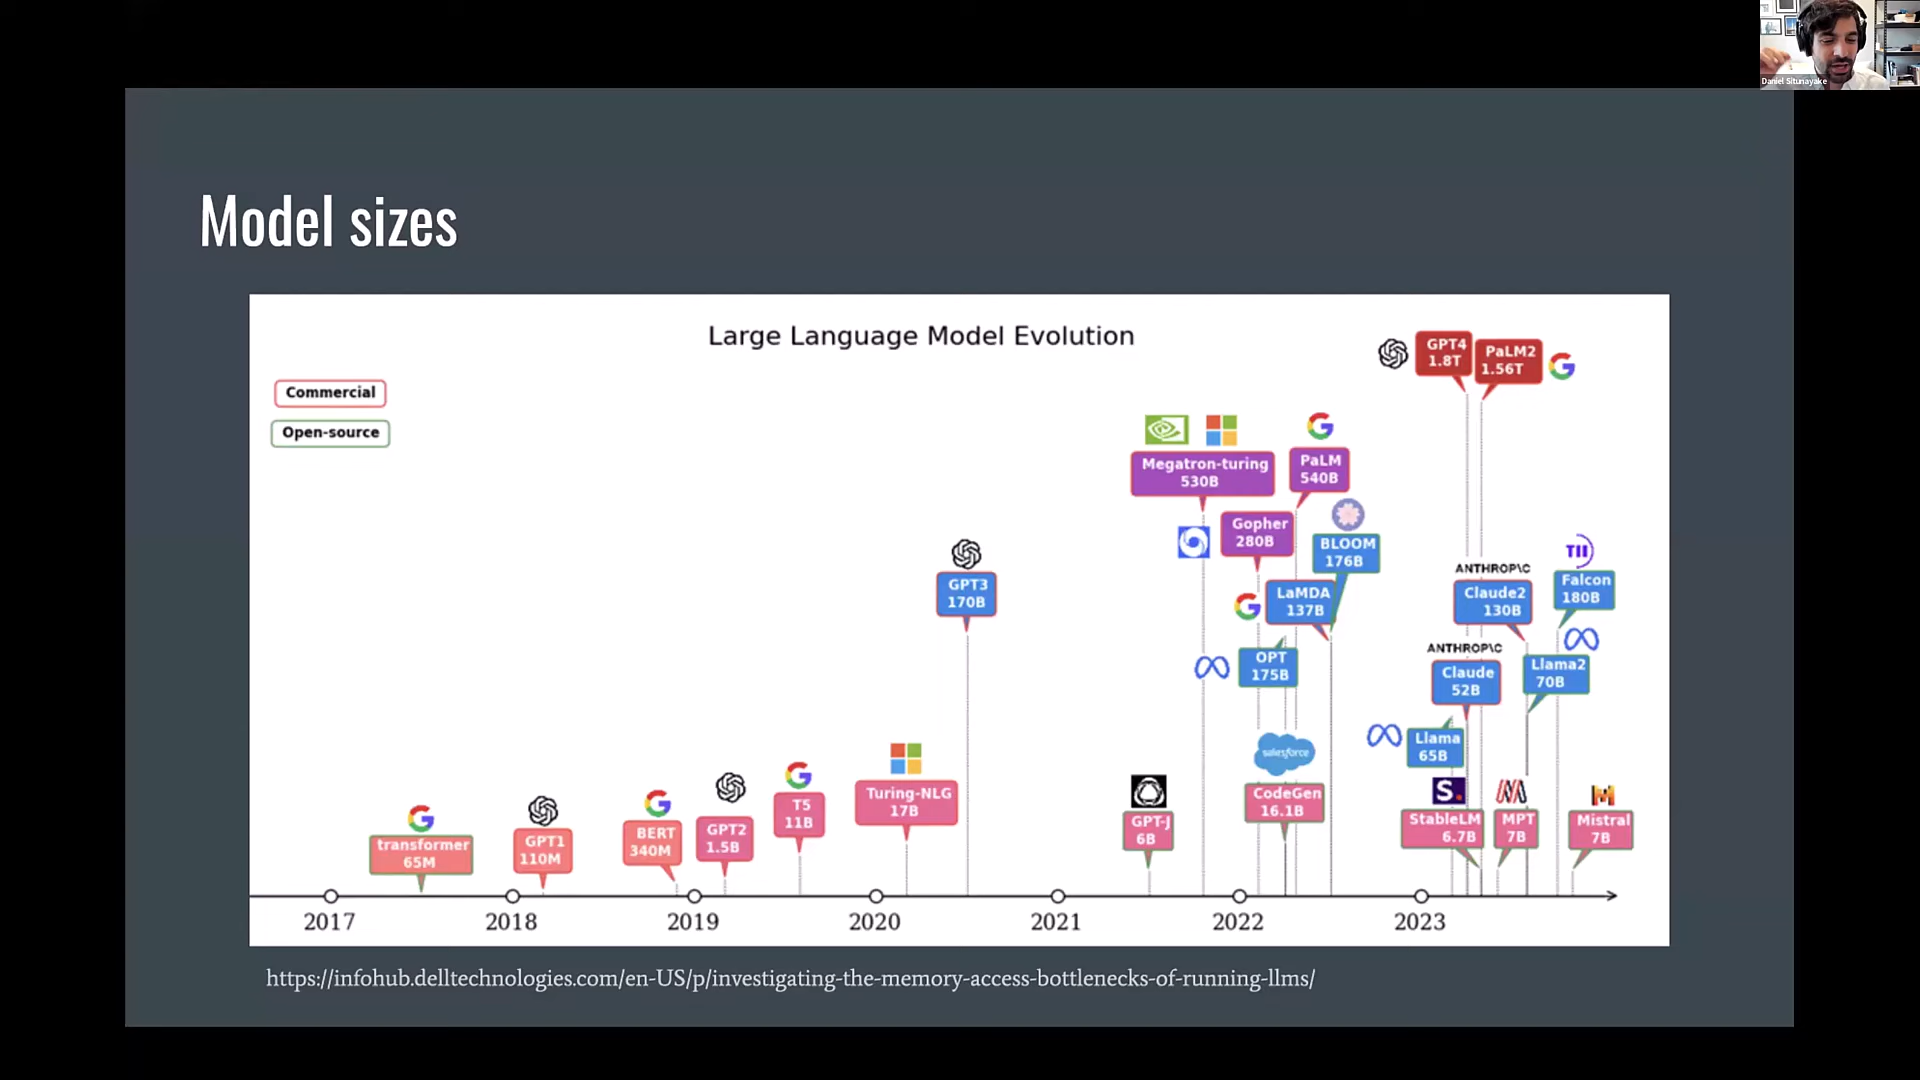 Daniel Situnayake
Model sizes
Large Language Model Evolution
Commercial
Open-source
GPT4
1.8T
PaLM2
1.56T
Megatron-turing
530B
PaLM
540B
Gopher
280B
BLOOM
176B
GPT3
170B
LaMDA
137B
ANTHROP\C
Claude2
130B
TII
Falcon
180B
OPT
175B
ANTHROP\C
Claude
52B
Llama2
70B
Llama
65B
salesforce
Turing-NLG
17B
T5
11B
GPT-J
6B
CodeGen
16.1B
S.
StableLM
6.7B
MPT
7B
Mistral
7B
transformer
65M
GPT1
110M
BERT
340M
GPT2
1.5B
2017
2018
2019
2020
2021
2022
2023
https://infohub.delltechnologies.com/en-US/p/investigating-the-memory-access-bottlenecks-of-running-llms/